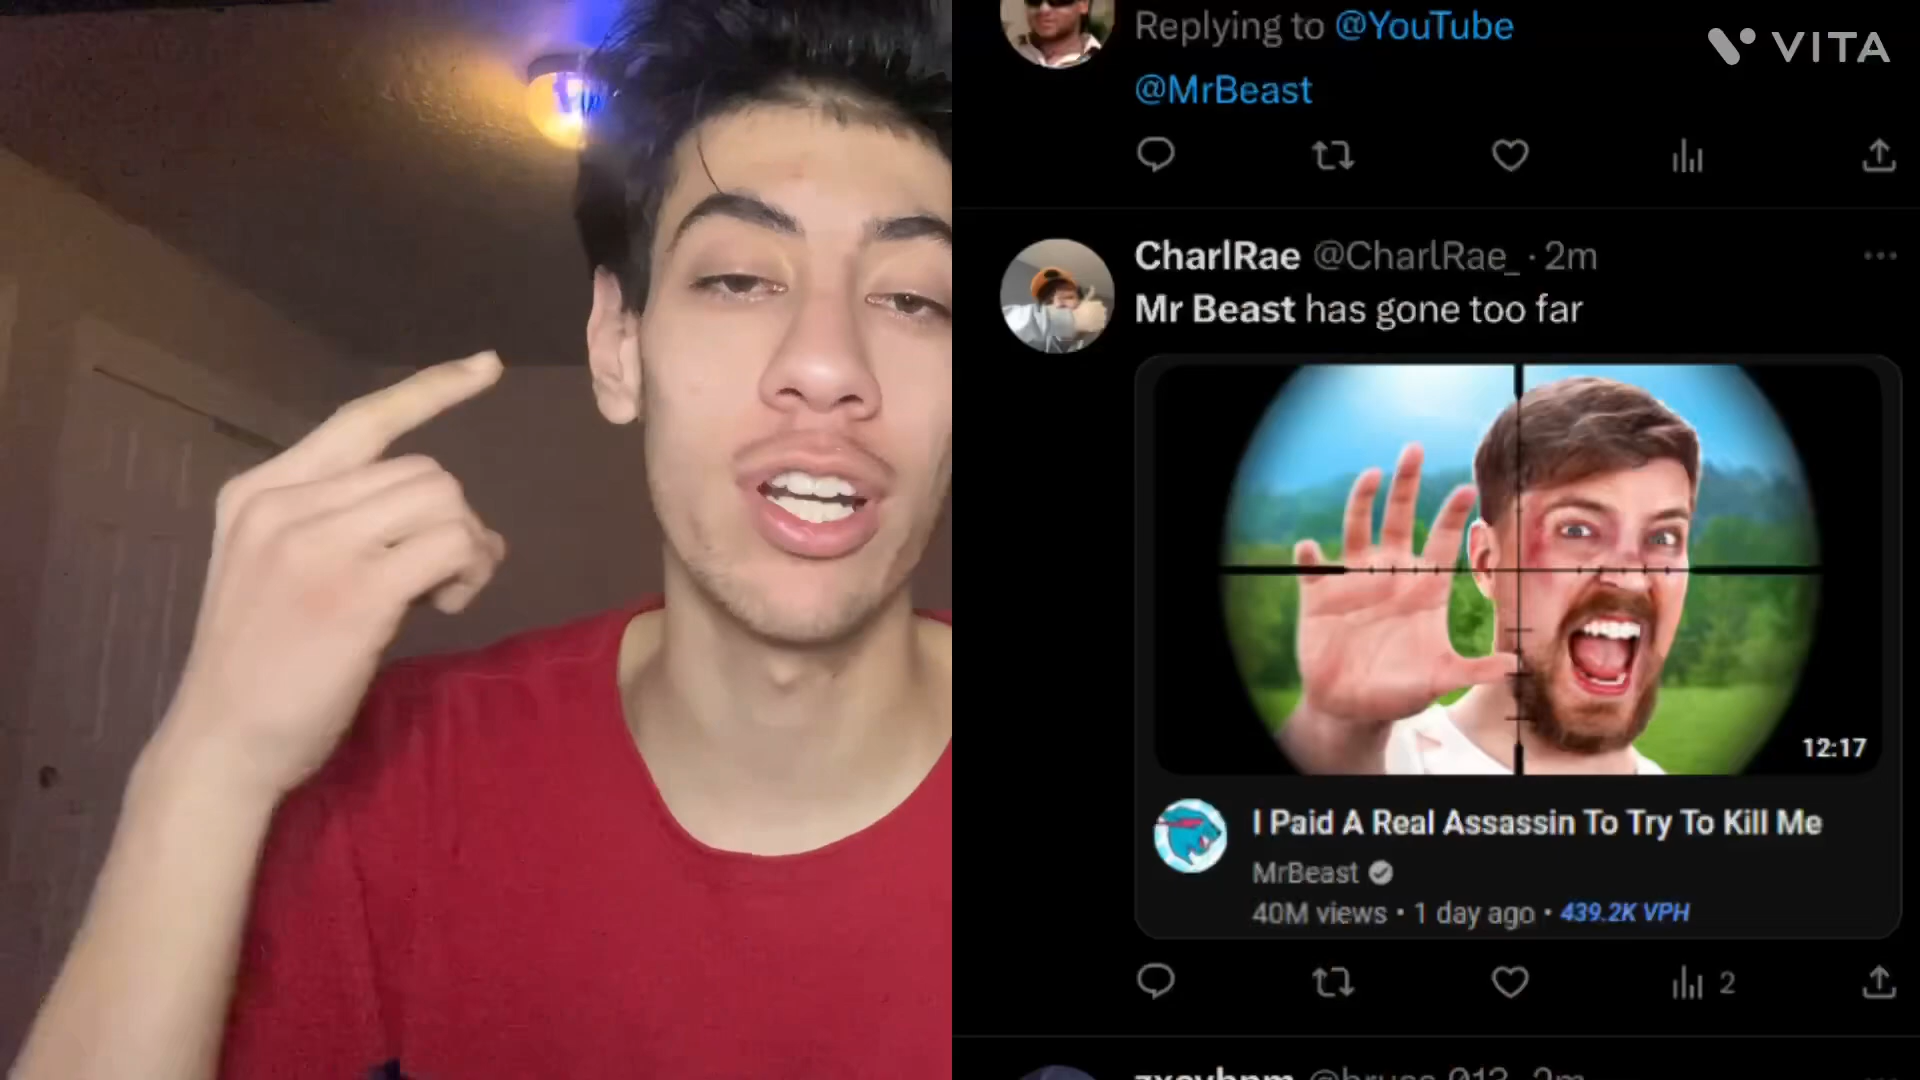 Replying to @YouTube
VITA
@MrBeast
CharlRae @CharlRae_ · 2m
Mr Beast has gone too far
12:17
I Paid A Real Assassin To Try To Kill Me
MrBeast
40M views • 1 day ago • 439.2K VPH
2